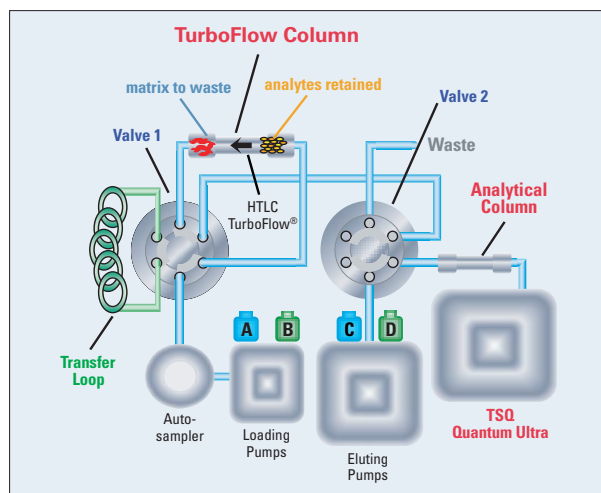 TurboFlow Column
matrix to waste
analytes retained
Valve 1
Valve 2
Waste
HTLC
TurboFlow®
Analytical
Column
Transfer
Loop
A
B
C
D
Auto-
sampler
Loading
Pumps
Eluting
Pumps
TSQ
Quantum Ultra